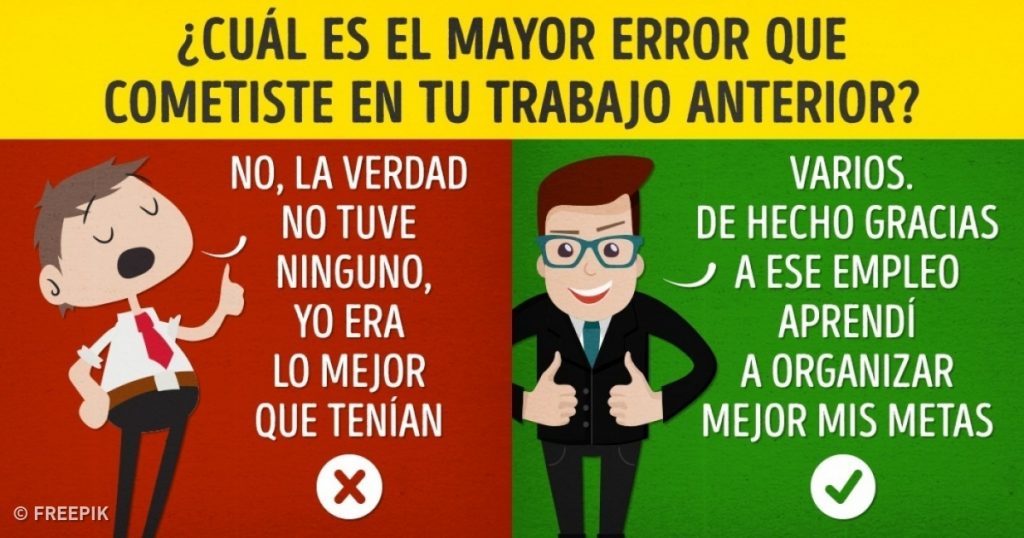 ¿CUÁL ES EL MAYOR ERROR QUE
COMETISTE EN TU TRABAJO ANTERIOR?
NO, LA VERDAD
NO TUVE
NINGUNO,
YO ERA
LO MEJOR
QUE TENÍAN
VARIOS.
DE HECHO GRACIAS
A ESE EMPLEO
APRENDÍ
A ORGANIZAR
MEJOR MIS METAS
© FREEPIK